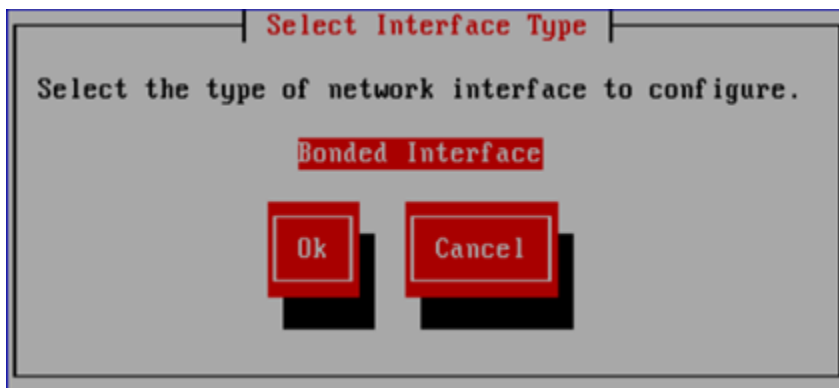 Select Interface Type
Select the type of network interface to configure.
Bonded Interface
Ok Cancel